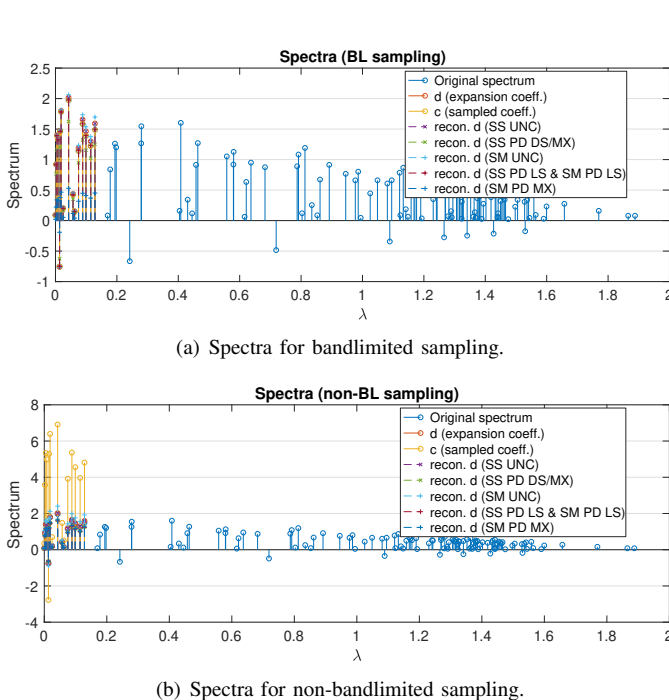 Spectra (BL sampling)
2.5
2
1.5
1
0.5
0
-0.5
-1
Spectrum
Original spectrum
d (expansion coeff.)
c (sampled coeff.)
recon. d (SS UNC)
recon. d (SS PD DS/MX)
recon. d (SM UNC)
recon. d (SS PD LS & SM PD LS)
recon. d (SM PD MX)
0 0.2 0.4 0.6 0.8 1 1.2 1.4 1.6 1.8 2
λ
(a) Spectra for bandlimited sampling.
Spectra (non-BL sampling)
8
6
4
2
0
-2
-4
Spectrum
Original spectrum
d (expansion coeff.)
c (sampled coeff.)
recon. d (SS UNC)
recon. d (SS PD DS/MX)
recon. d (SM UNC)
recon. d (SS PD LS & SM PD LS)
recon. d (SM PD MX)
0 0.2 0.4 0.6 0.8 1 1.2 1.4 1.6 1.8 2
λ
(b) Spectra for non-bandlimited sampling.